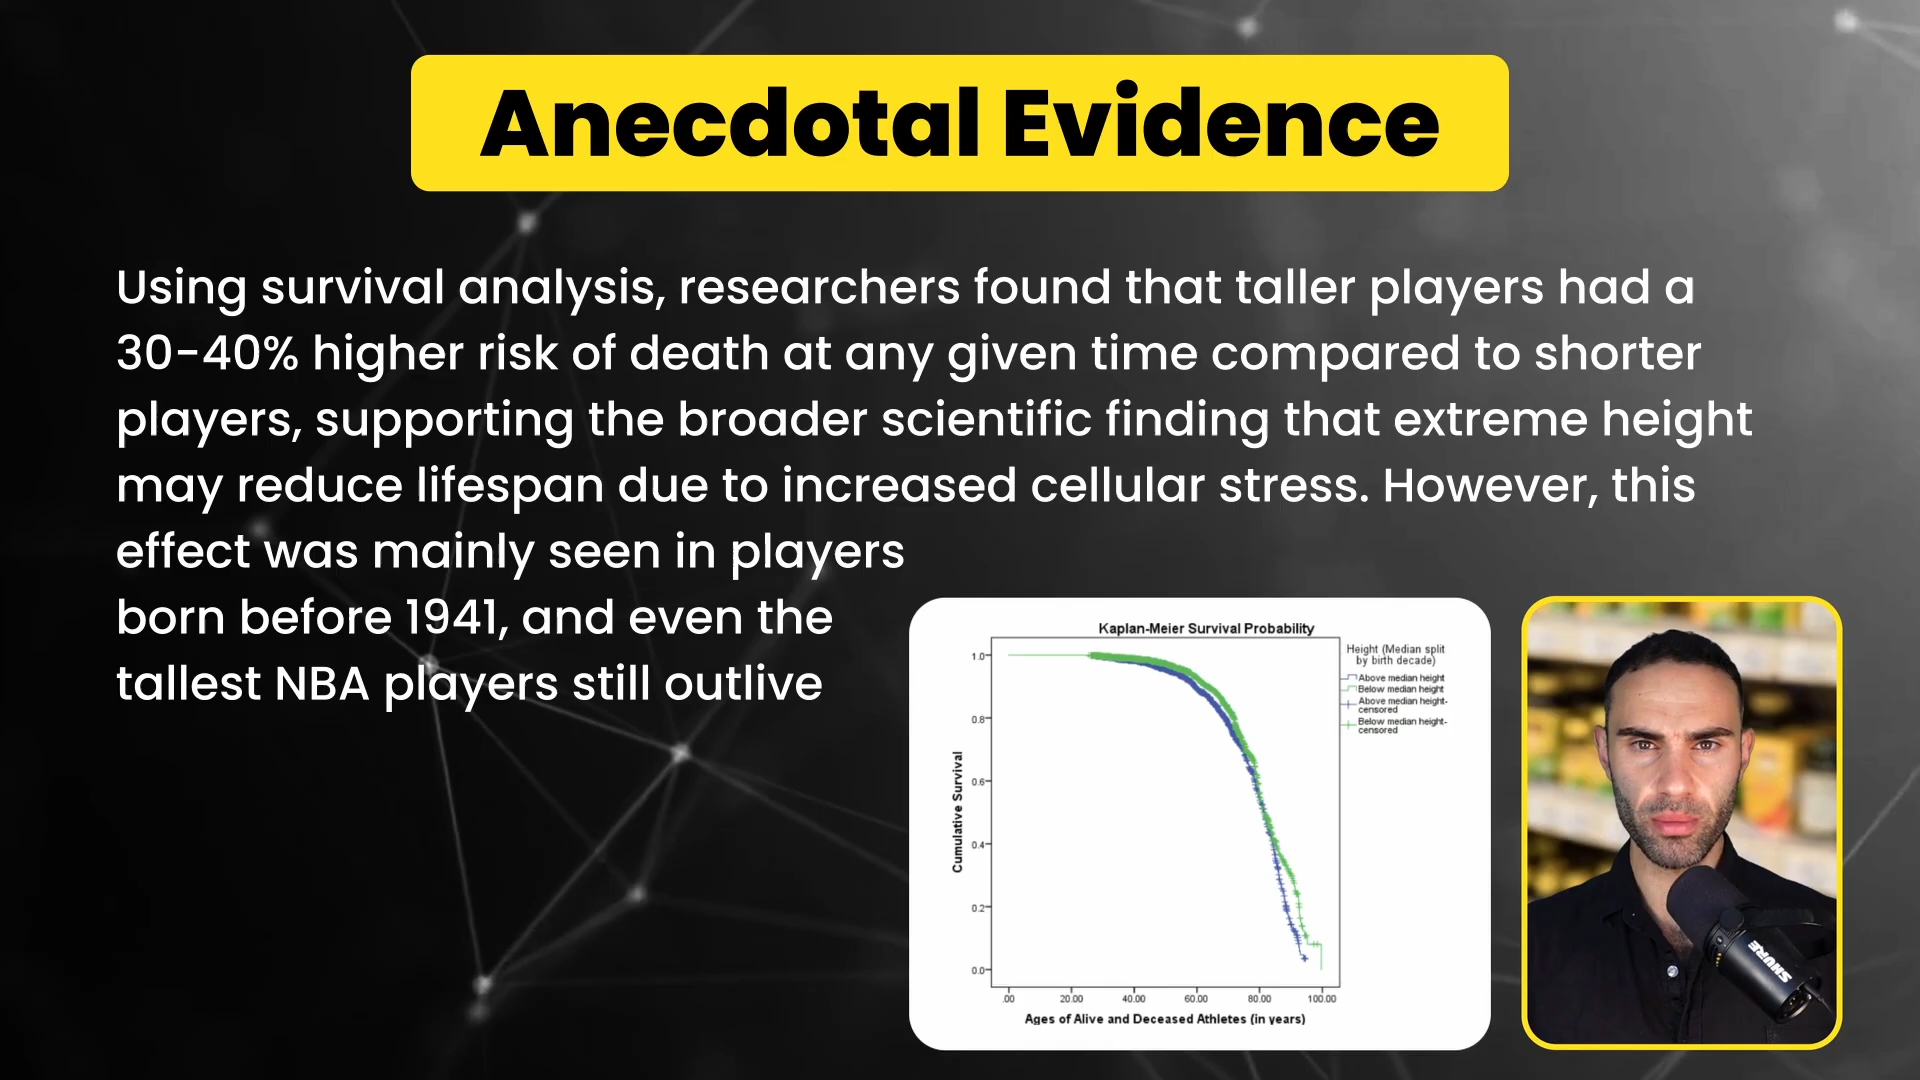 Anecdotal Evidence
Using survival analysis, researchers found that taller players had a
30-40% higher risk of death at any given time compared to shorter
players, supporting the broader scientific finding that extreme height
may reduce lifespan due to increased cellular stress. However, this
effect was mainly seen in players
born before 1941, and even the
tallest NBA players still outlive
Kaplan-Meier Survival Probability
Height (Median split
by birth decade)
Above median height
Below median height
Above median height-
censored
Below median height-
censored
1.0
0.8
0.6
0.4
0.2
0.0
Cumulative Survival
.00 20.00 40.00 60.00 80.00 100.00
Ages of Alive and Deceased Athletes (in years)
SHURE